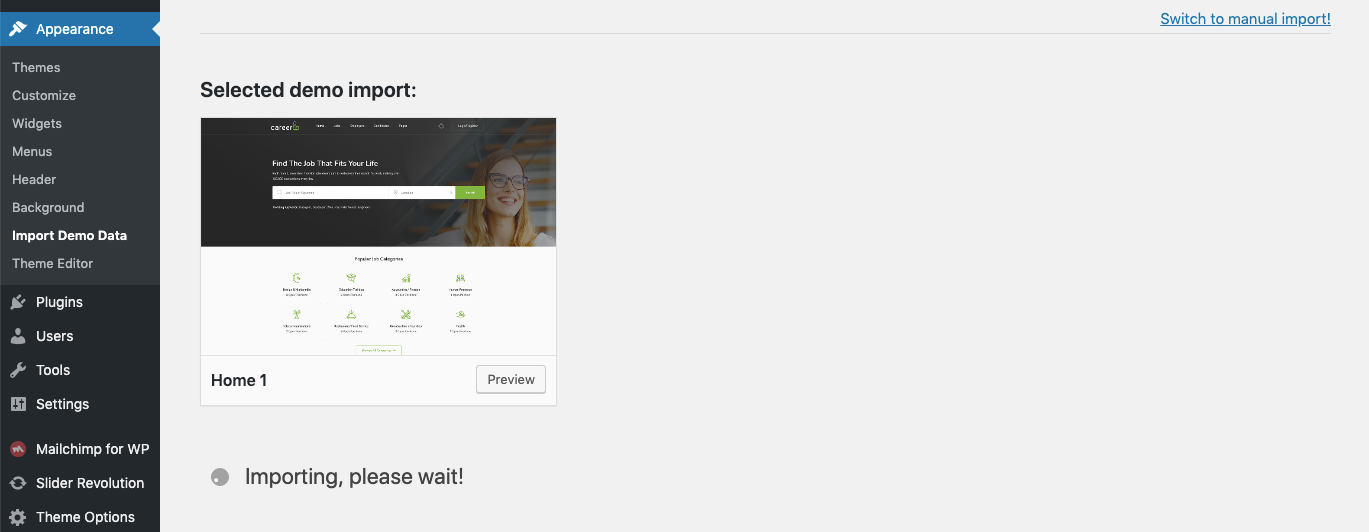 Appearance
Themes
Customize
Widgets
Menus
Header
Background
Import Demo Data
Theme Editor
Plugins
Users
Tools
Settings
Mailchimp for WP
Slider Revolution
Theme Options
Switch to manual import!
Selected demo import:
career
Find The Job That Fits Your Life
Popular Job Categories
Home 1
Preview
Importing, please wait!